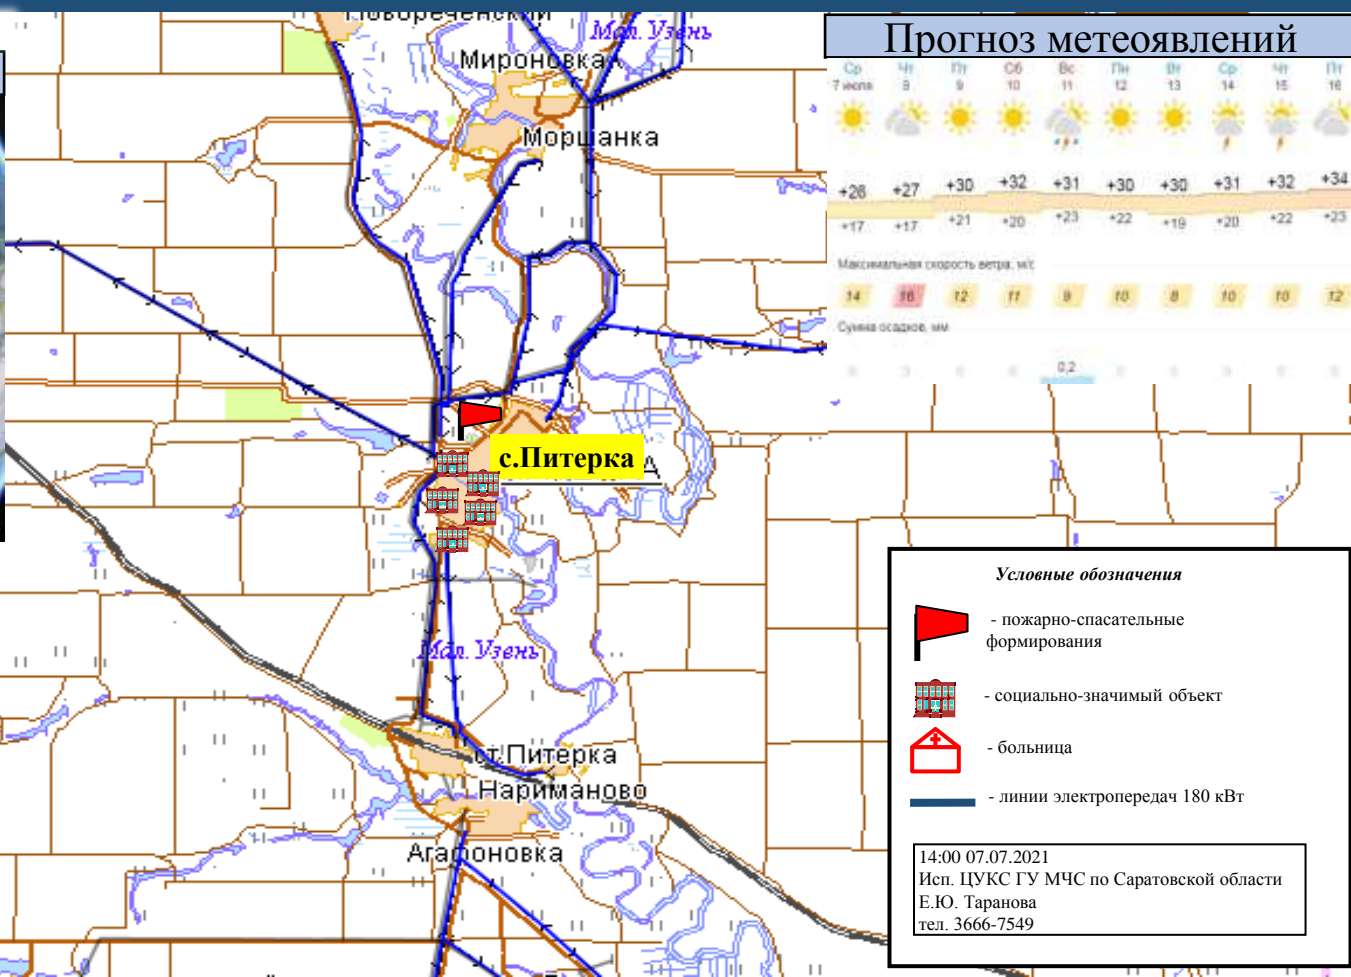 Новореченский
Мал. Узень
Мироновка
Моршанка
Прогноз метеоявлений
Ср Чт Пт Сб Вс Пн Вт Ср Чт Пт
7 июля 8 9 10 11 12 13 14 15 16
+26 +27 +30 +32 +31 +30 +30 +31 +32 +34
+17 +17 +21 +20 +23 +22 +19 +20 +22 +23
Максимальная скорость ветра, м/с
14 16 12 11 9 10 8 10 10 12
Сумма осадков, мм
0,2
с.Питерка
Мал. Узень
ст.Питерка
Нариманово
Агафоновка
Условные обозначения
- пожарно-спасательные
формирования
- социально-значимый объект
- больница
- линии электропередач 180 кВт
14:00 07.07.2021
Исп. ЦУКС ГУ МЧС по Саратовской области
Е.Ю. Таранова
тел. 3666-7549